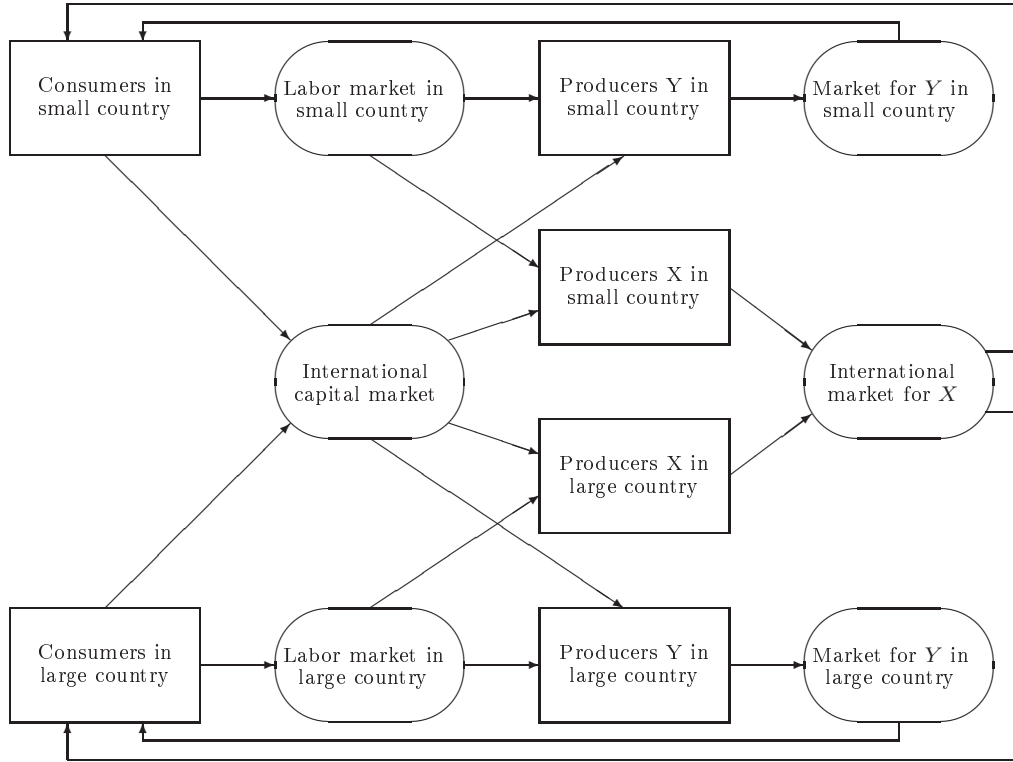 Consumers in
small country
Labor market in
small country
Producers Y in
small country
Market for Y in
small country
Producers X in
small country
International
capital market
International
market for X
Producers X in
large country
Consumers in
large country
Labor market in
large country
Producers Y in
large country
Market for Y in
large country